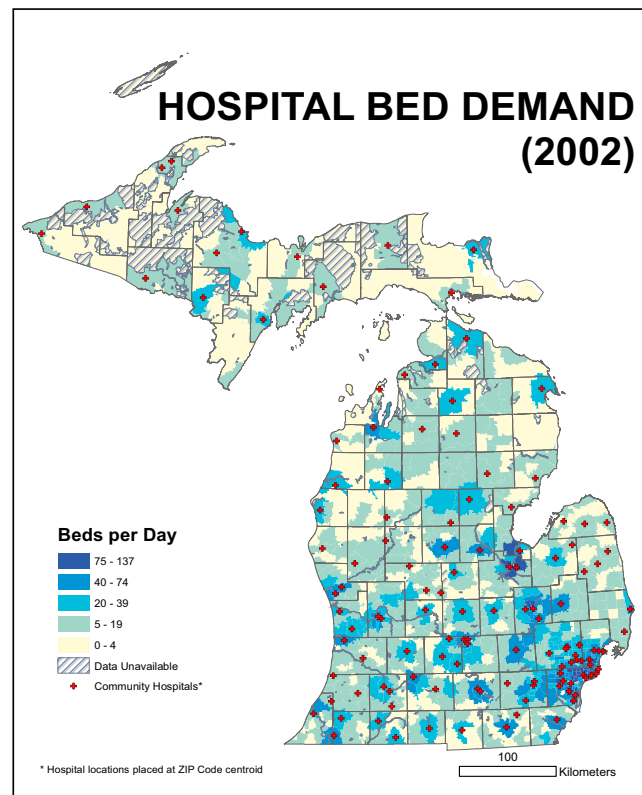 HOSPITAL BED DEMAND
(2002)
Beds per Day
75 - 137
40 - 74
20 - 39
5 - 19
0 - 4
Data Unavailable
Community Hospitals*
* Hospital locations placed at ZIP Code centroid
100
Kilometers